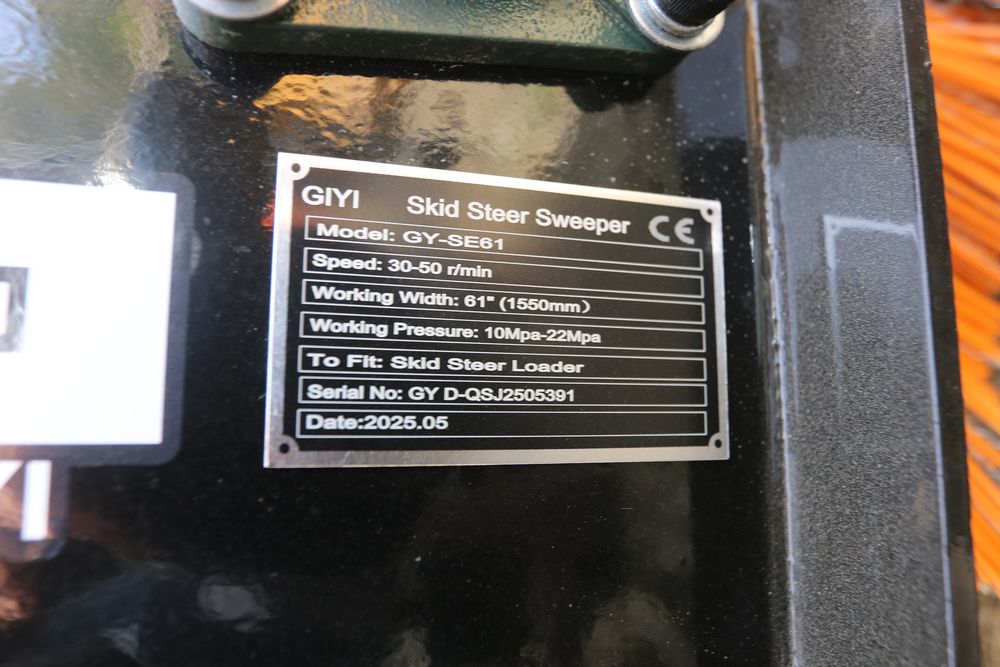 GIYI Skid Steer Sweeper CE
Model: GY-SE61
Speed: 30-50 r/min
Working Width: 61" (1550mm）
Working Pressure: 10Mpa-22Mpa
To Fit: Skid Steer Loader
Serial No: GY D-QSJ2505391
Date:2025.05